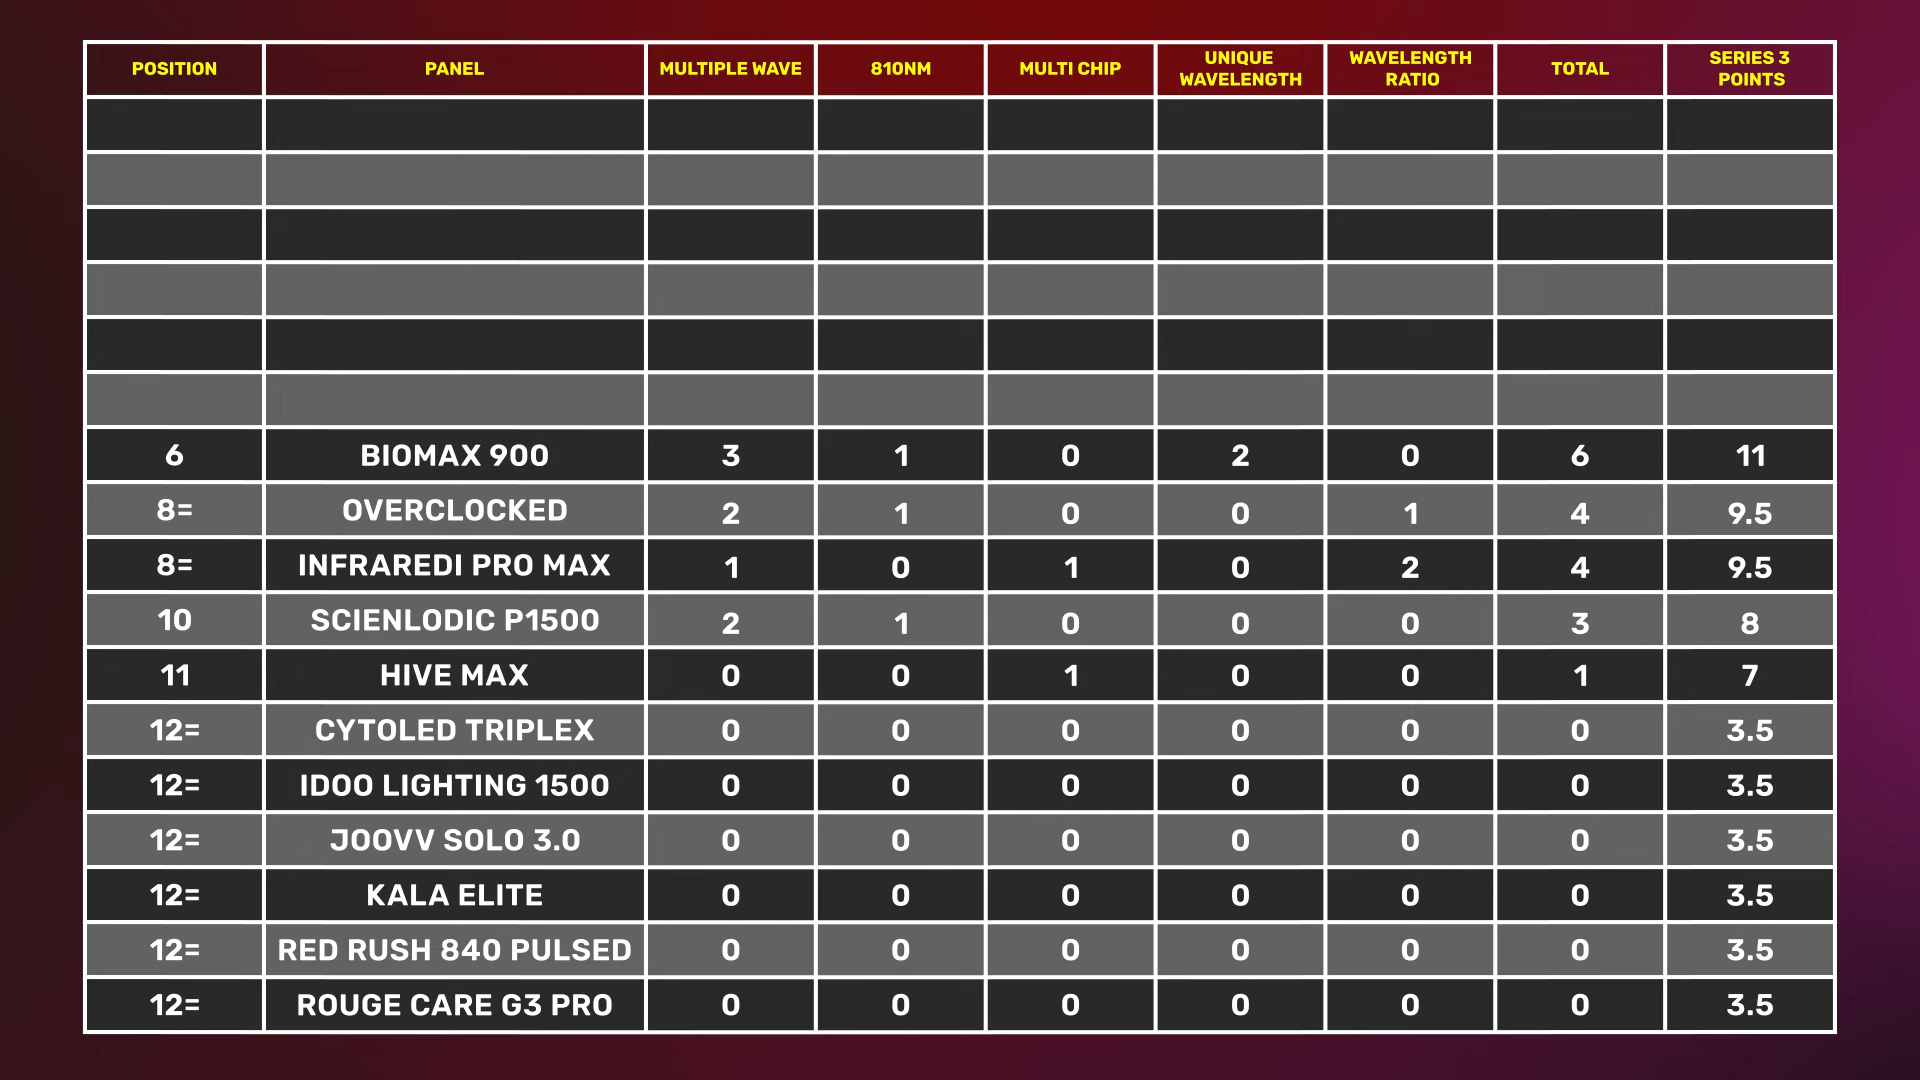 POSITION PANEL MULTIPLE WAVE 810NM MULTI CHIP UNIQUE WAVELENGTH WAVELENGTH RATIO TOTAL SERIES 3 POINTS
6 BIOMAX 900 3 1 0 2 0 6 11
8= OVERCLOCKED 2 1 0 0 1 4 9.5
8= INFRAREDI PRO MAX 1 0 1 0 2 4 9.5
10 SCIENLODIC P1500 2 1 0 0 0 3 8
11 HIVE MAX 0 0 1 0 0 1 7
12= CYTOLED TRIPLEX 0 0 0 0 0 0 3.5
12= IDOO LIGHTING 1500 0 0 0 0 0 0 3.5
12= JOOVV SOLO 3.0 0 0 0 0 0 0 3.5
12= KALA ELITE 0 0 0 0 0 0 3.5
12= RED RUSH 840 PULSED 0 0 0 0 0 0 3.5
12= ROUGE CARE G3 PRO 0 0 0 0 0 0 3.5